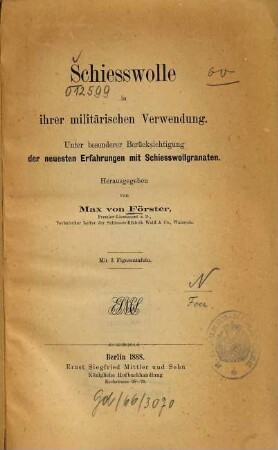 Schiesswolle
012599
in
ihrer militärischen Verwendung.
Unter besonderer Berücksichtigung
der neuesten Erfahrungen mit Schiesswollgranaten.
Herausgegeben
von
Max von Förster,
Premier-Lieutenant a. D.,
Technischer Leiter der Schiesswollfabrik Wolff & Co., Walsrode.
Mit 3 Figurentafeln.
N
Berlin 1888.
Ernst Siegfried Mittler und Sohn
Königliche Hofbuchhandlung
Kochstrasse 68–70.